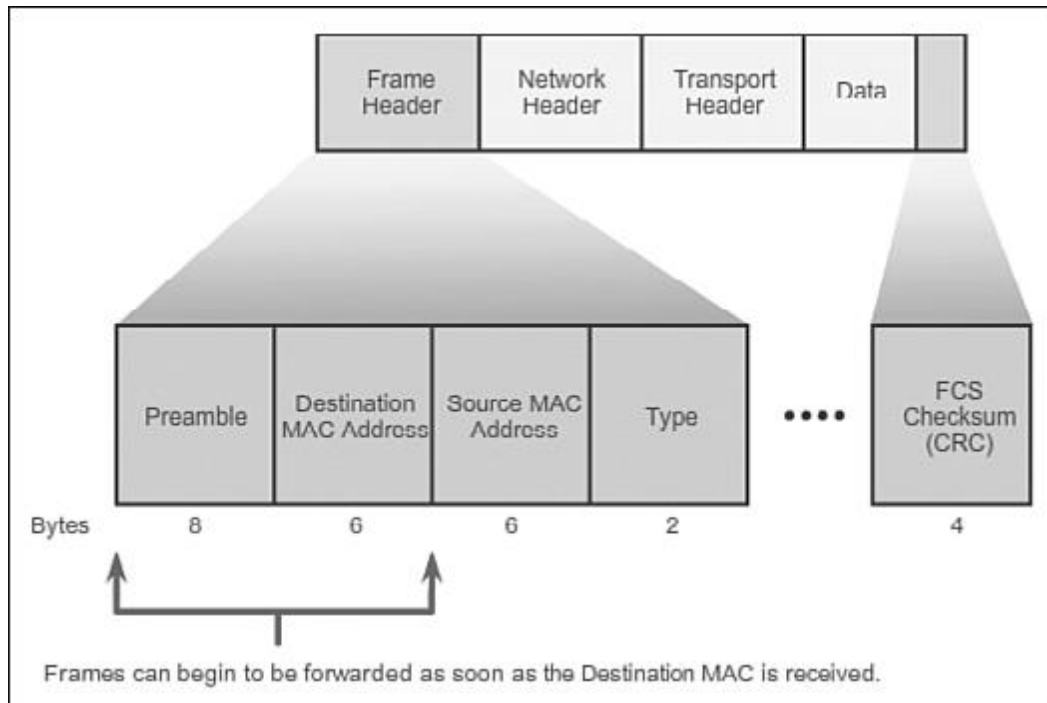 Frame
Header
Network
Header
Transport
Header
Data
Preamble
Destination
MAC Address
Source MAC
Address
Type
FCS
Checksum
(CRC)
Bytes 8 6 6 2 4
Frames can begin to be forwarded as soon as the Destination MAC is received.